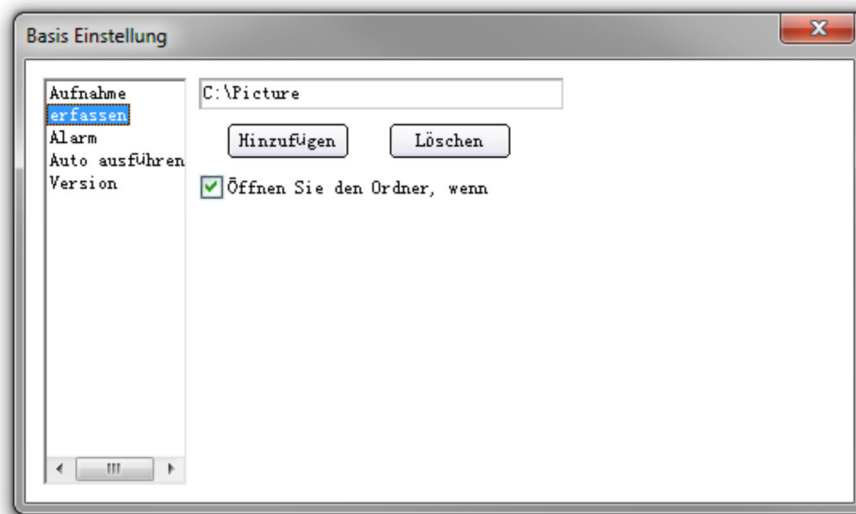 Basis Einstellung
Aufnahme
erfassen
Alarm
Auto ausführen
Version
C:\Picture
Hinzufügen
Löschen
Öffnen Sie den Ordner, wenn